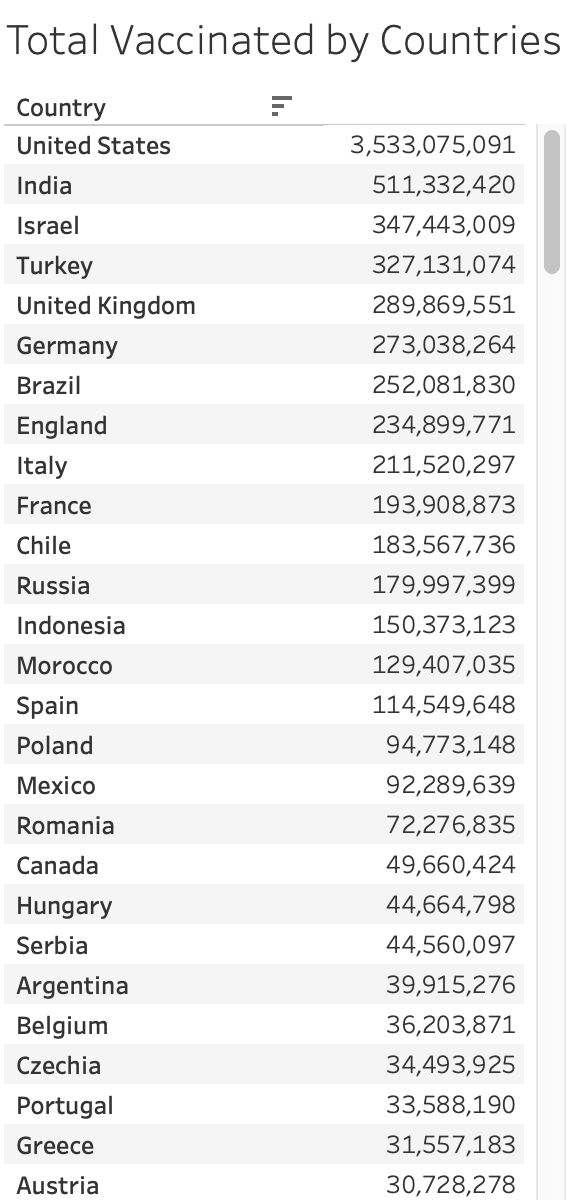 Total Vaccinated by Countries
Country
United States 3,533,075,091
India 511,332,420
Israel 347,443,009
Turkey 327,131,074
United Kingdom 289,869,551
Germany 273,038,264
Brazil 252,081,830
England 234,899,771
Italy 211,520,297
France 193,908,873
Chile 183,567,736
Russia 179,997,399
Indonesia 150,373,123
Morocco 129,407,035
Spain 114,549,648
Poland 94,773,148
Mexico 92,289,639
Romania 72,276,835
Canada 49,660,424
Hungary 44,664,798
Serbia 44,560,097
Argentina 39,915,276
Belgium 36,203,871
Czechia 34,493,925
Portugal 33,588,190
Greece 31,557,183
Austria 30,728,278